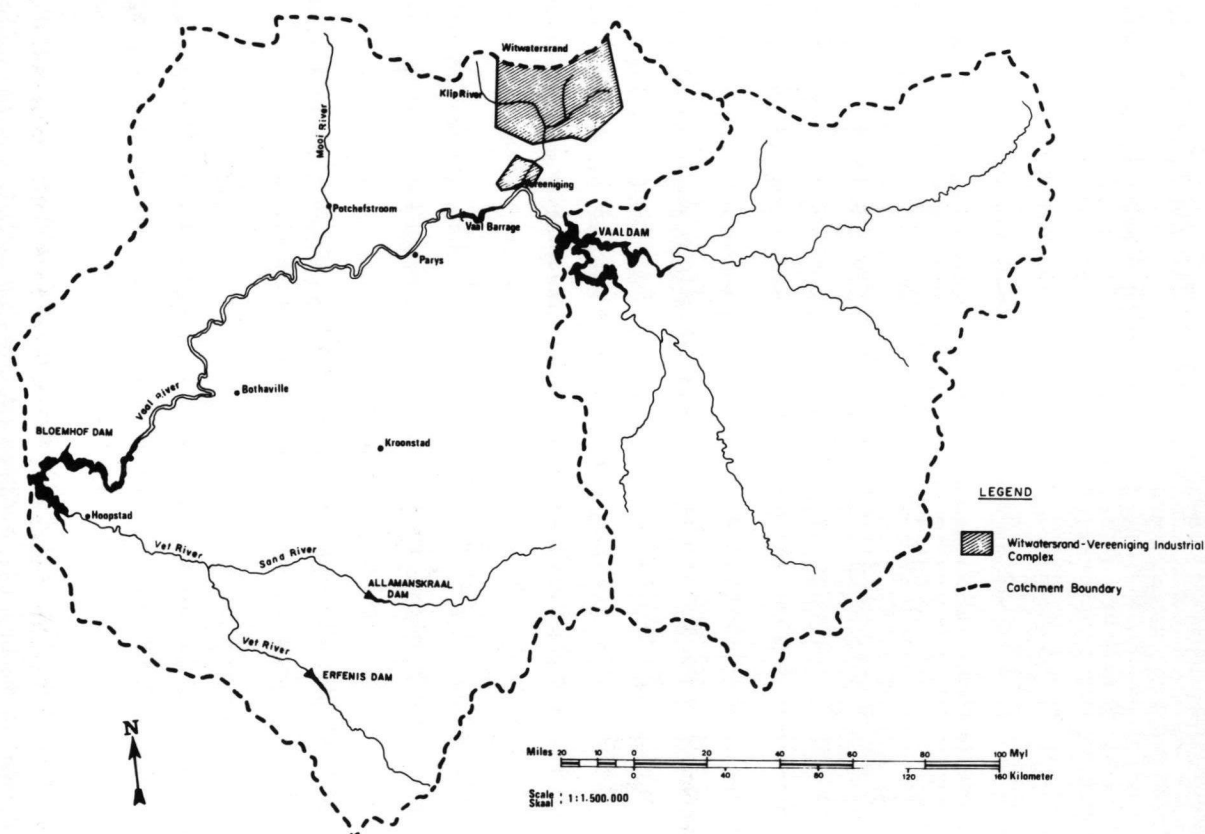 Witwatersrand
Klip River
Mooi River
Vereeniging
Potchefstroom
Vaal Barrage
VAALDAM
Parys
Vaal River
Bothaville
BLOEMHOF DAM
Kroonstad
Hoopstad
Vet River
Sand River
ALLAMANSKRAAL
DAM
Vet River
ERFENIS DAM
LEGEND
Witwatersrand-Vereeniging Industrial
Complex
Catchment Boundary
N
Miles 20 10 0 20 40 60 80 100 Myl
0 40 80 120 160 Kilometer
Scale
Skaal : 1:1.500.000